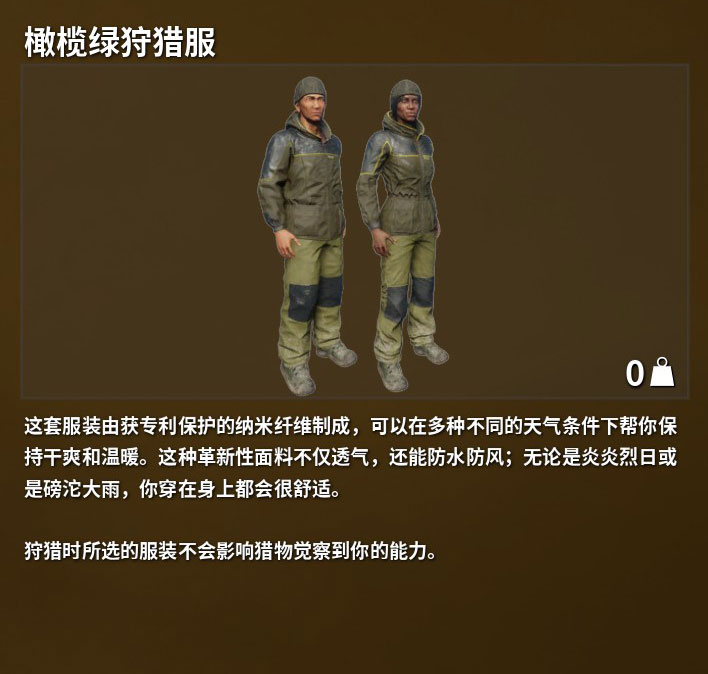 橄榄绿狩猎服
0
这套服装由获专利保护的纳米纤维制成，可以在多种不同的天气条件下帮你保
持干爽和温暖。这种革新性面料不仅透气，还能防水防风；无论是炎炎烈日或
是磅沱大雨，你穿在身上都会很舒适。
狩猎时所选的服装不会影响猎物觉察到你的能力。